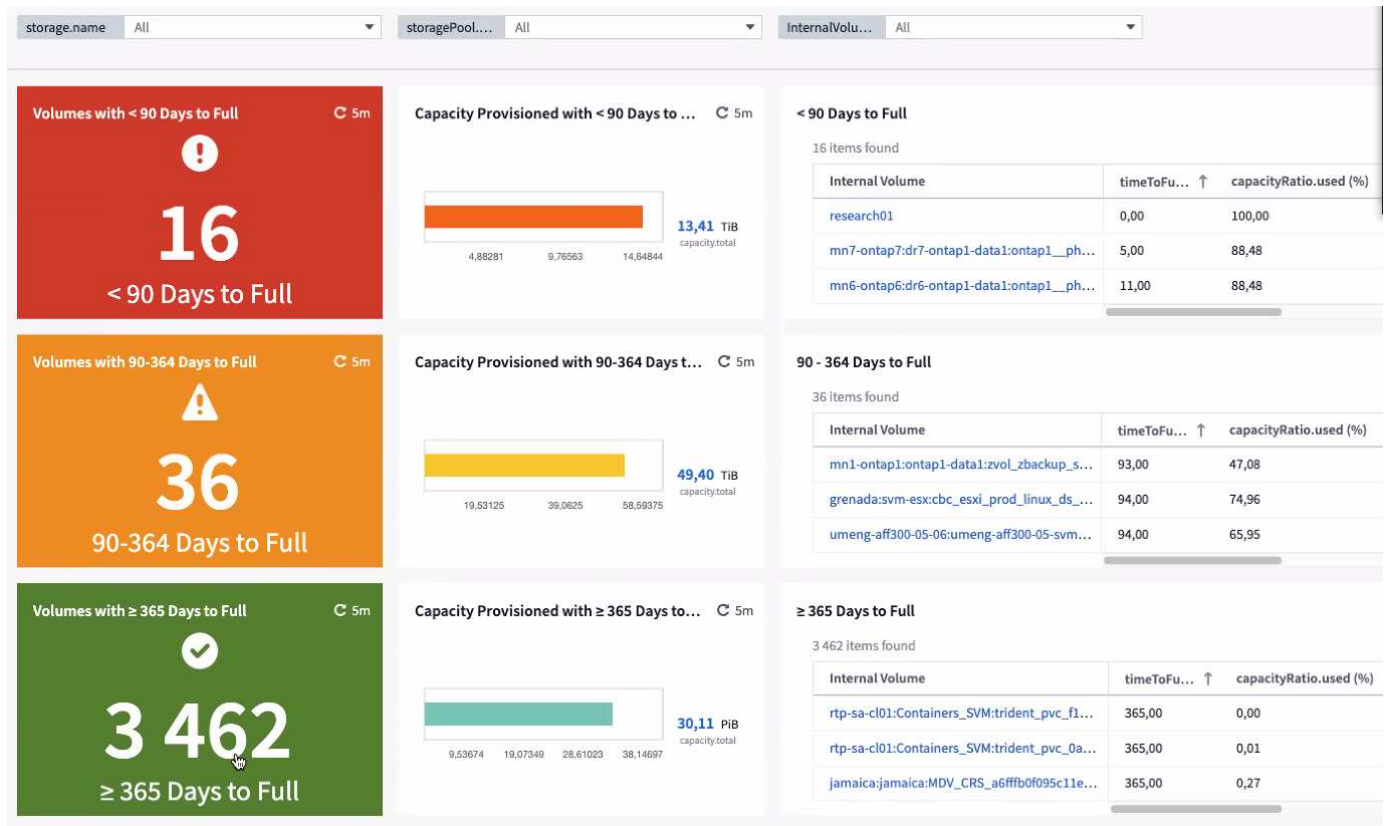 storage.name All storagePool.... All InternalVolu... All
Volumes with < 90 Days to Full 5m
16
< 90 Days to Full
Capacity Provisioned with < 90 Days to ... 5m
13,41 TiB
capacity.total
4,88281 9,76563 14,64844
< 90 Days to Full
16 items found
Internal Volume timeToFu... ↑ capacityRatio.used (%)
research01 0,00 100,00
mn7-ontap7:dr7-ontap1-data1:ontap1__ph... 5,00 88,48
mn6-ontap6:dr6-ontap1-data1:ontap1__ph... 11,00 88,48
Volumes with 90-364 Days to Full 5m
36
90-364 Days to Full
Capacity Provisioned with 90-364 Days t... 5m
49,40 TiB
capacity.total
19,53125 39,0625 58,59375
90 - 364 Days to Full
36 items found
Internal Volume timeToFu... ↑ capacityRatio.used (%)
mn1-ontap1:ontap1-data1:zvol_zbackup_s... 93,00 47,08
grenada:svm-esx:cbc_esxi_prod_linux_ds_... 94,00 74,96
umeng-aff300-05-06:umeng-aff300-05-svm... 94,00 65,95
Volumes with ≥ 365 Days to Full 5m
3 462
≥ 365 Days to Full
Capacity Provisioned with ≥ 365 Days to... 5m
30,11 PiB
capacity.total
9,53674 19,07349 28,61023 38,14697
≥ 365 Days to Full
3 462 items found
Internal Volume timeToFu... ↑ capacityRatio.used (%)
rtp-sa-cl01:Containers_SVM:trident_pvc_f1... 365,00 0,00
rtp-sa-cl01:Containers_SVM:trident_pvc_0a... 365,00 0,01
jamaica:jamaica:MDV_CRS_a6fffb0f095c11e... 365,00 0,27